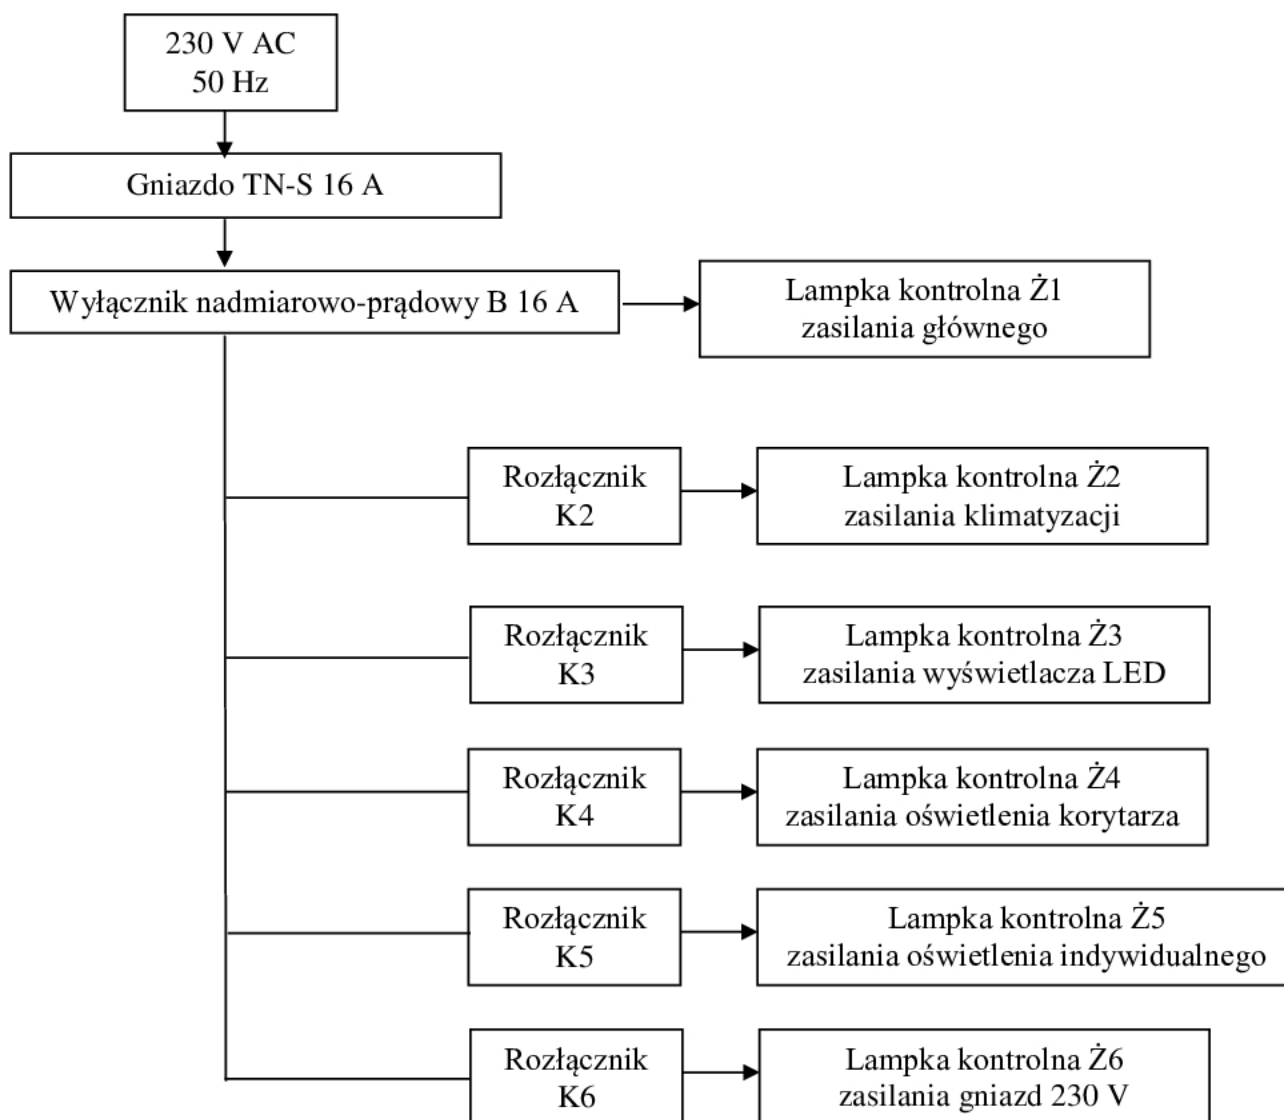 230 V AC
50 Hz
Gniazdo TN-S 16 A
Wyłącznik nadmiarowo-prądowy B 16 A
Lampka kontrolna Ż1
zasilania głównego
Rozłącznik
K2
Lampka kontrolna Ż2
zasilania klimatyzacji
Rozłącznik
K3
Lampka kontrolna Ż3
zasilania wyświetlacza LED
Rozłącznik
K4
Lampka kontrolna Ż4
zasilania oświetlenia korytarza
Rozłącznik
K5
Lampka kontrolna Ż5
zasilania oświetlenia indywidualnego
Rozłącznik
K6
Lampka kontrolna Ż6
zasilania gniazd 230 V